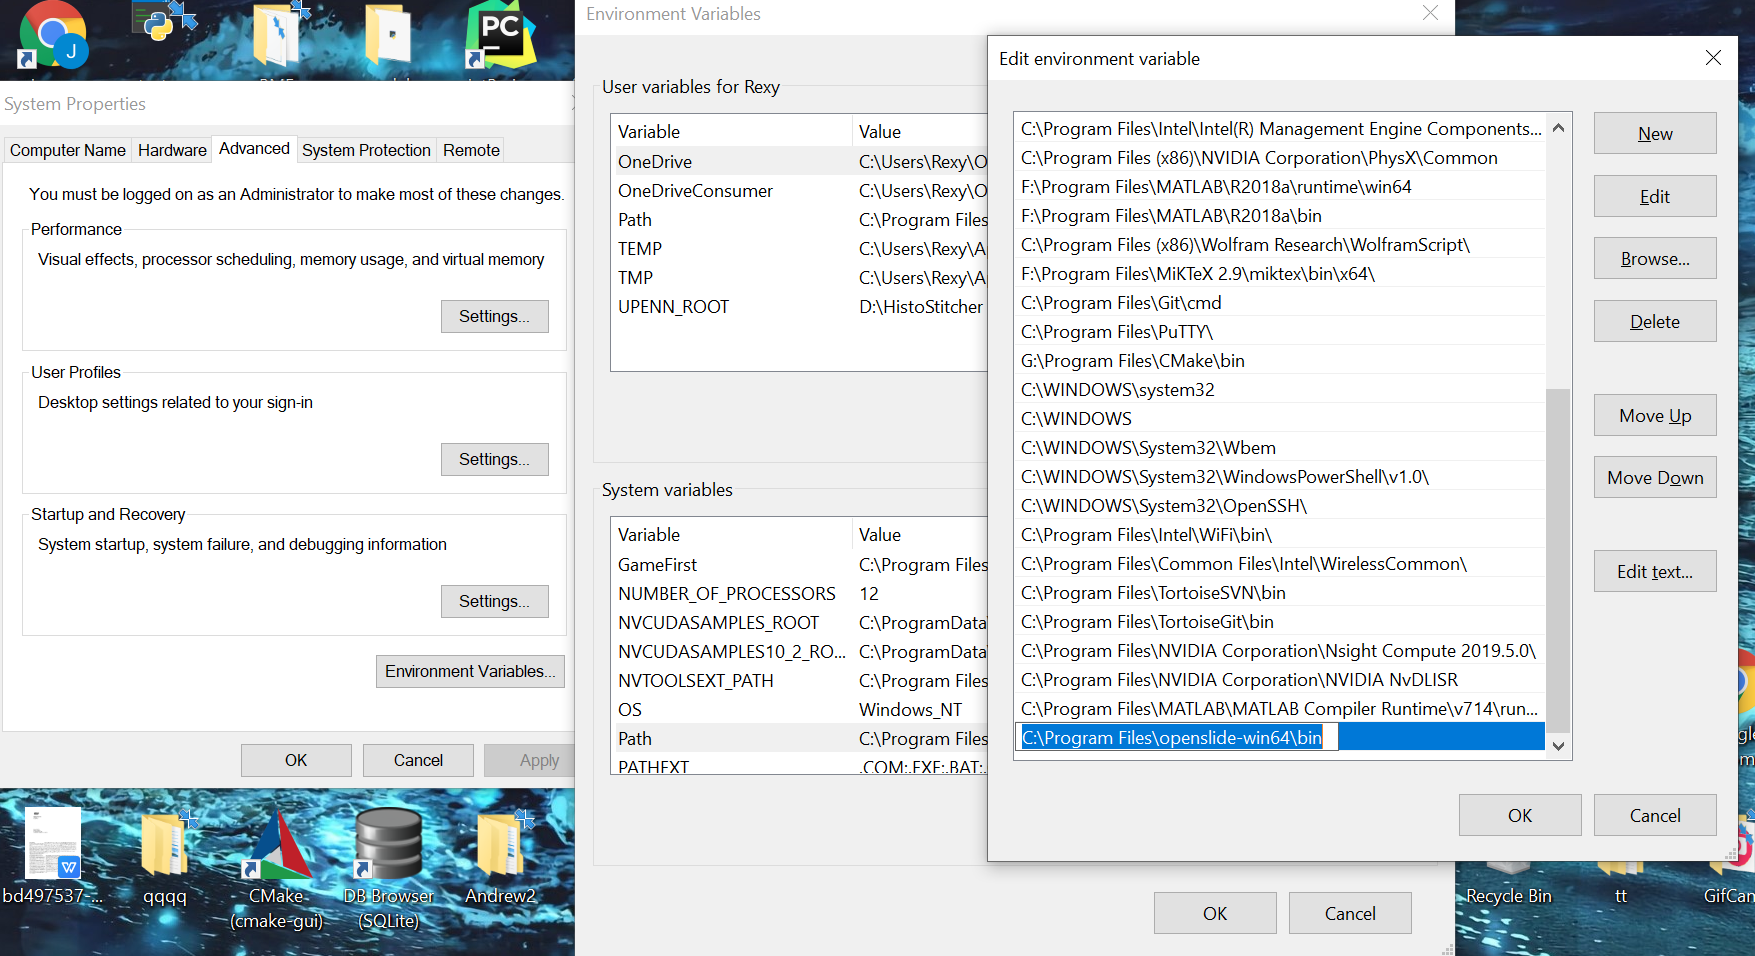 J
PC
System Properties
Computer Name
Hardware
Advanced
System Protection
Remote
You must be logged on as an Administrator to make most of these changes.
Performance
Visual effects, processor scheduling, memory usage, and virtual memory
Settings...
User Profiles
Desktop settings related to your sign-in
Settings...
Startup and Recovery
System startup, system failure, and debugging information
Settings...
Environment Variables...
OK
Cancel
Apply
Environment Variables
User variables for Rexy
Variable Value
OneDrive C:\Users\Rexy\O
OneDriveConsumer C:\Users\Rexy\O
Path C:\Program Files
TEMP C:\Users\Rexy\A
TMP C:\Users\Rexy\A
UPENN_ROOT D:\HistoStitcher
System variables
Variable Value
GameFirst C:\Program Files
NUMBER_OF_PROCESSORS 12
NVCUDASAMPLES_ROOT C:\ProgramData
NVCUDASAMPLES10_2_RO... C:\ProgramData
NVTOOLSEXT_PATH C:\Program Files
OS Windows_NT
Path C:\Program Files
PATHEXT .COM;.EXE;.BAT;.
OK
Cancel
Edit environment variable
C:\Program Files\Intel\Intel(R) Management Engine Components...
C:\Program Files (x86)\NVIDIA Corporation\PhysX\Common
F:\Program Files\MATLAB\R2018a\runtime\win64
F:\Program Files\MATLAB\R2018a\bin
C:\Program Files (x86)\Wolfram Research\WolframScript\
F:\Program Files\MiKTeX 2.9\miktex\bin\x64\
C:\Program Files\Git\cmd
C:\Program Files\PuTTY\
G:\Program Files\CMake\bin
C:\WINDOWS\system32
C:\WINDOWS
C:\WINDOWS\System32\Wbem
C:\WINDOWS\System32\WindowsPowerShell\v1.0\
C:\WINDOWS\System32\OpenSSH\
C:\Program Files\Intel\WiFi\bin\
C:\Program Files\Common Files\Intel\WirelessCommon\
C:\Program Files\TortoiseSVN\bin
C:\Program Files\TortoiseGit\bin
C:\Program Files\NVIDIA Corporation\Nsight Compute 2019.5.0\
C:\Program Files\NVIDIA Corporation\NVIDIA NvDLISR
C:\Program Files\MATLAB\MATLAB Compiler Runtime\v714\run...
C:\Program Files\openslide-win64\bin
New
Edit
Browse...
Delete
Move Up
Move Down
Edit text...
OK
Cancel
W
bd497537-...
qqqq
CMake
(cmake-gui)
DB Browser
(SQLite)
Andrew2
Recycle Bin
tt
GifCam